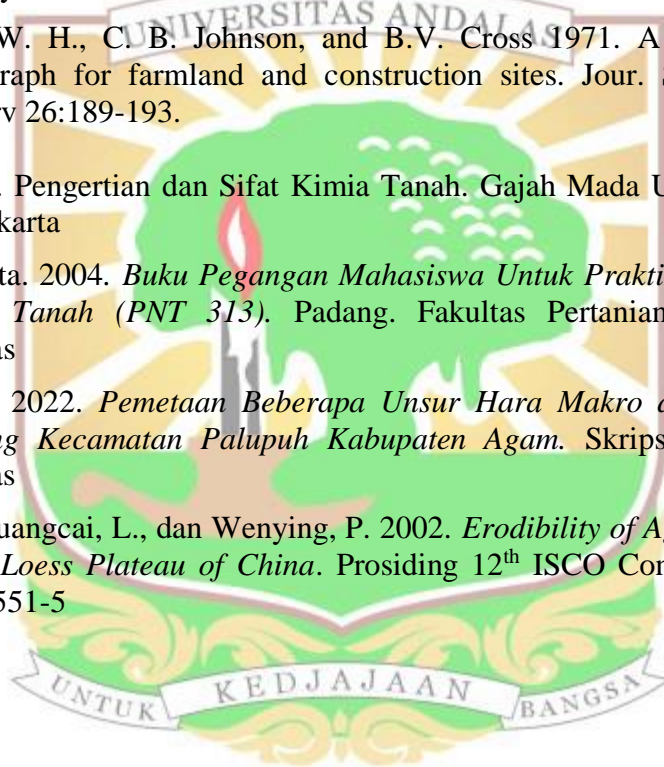 UNIVERSITAS ANDALAS
W. H., C. B. Johnson, and B.V. Cross 1971. A
raph for farmland and construction sites. Jour.
v 26:189-193.
. Pengertian dan Sifat Kimia Tanah. Gajah Mada U
karta
ta. 2004. Buku Pegangan Mahasiswa Untuk Prakti
Tanah (PNT 313). Padang. Fakultas Pertanian
as
2022. Pemetaan Beberapa Unsur Hara Makro
ng Kecamatan Palupuh Kabupaten Agam. Skrips
as
uangcai, L., dan Wenying, P. 2002. Erodibility of A
Loess Plateau of China. Prosiding 12th ISCO Con
551-5
UNTUK KEDJAJAAN BANGSA